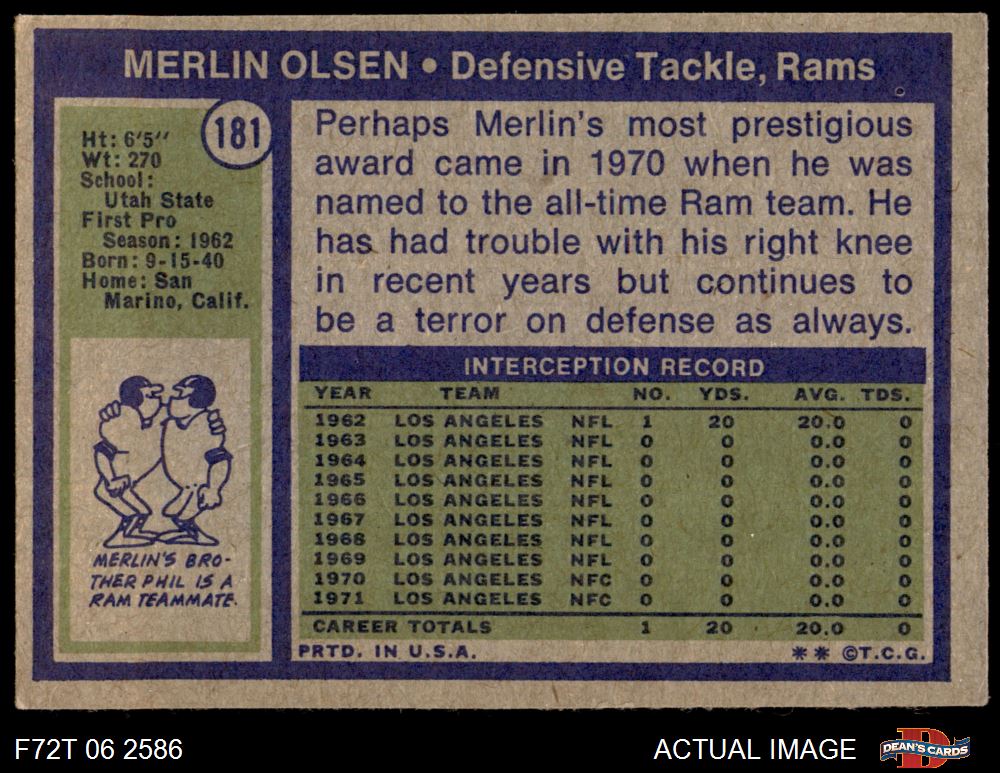 MERLIN OLSEN • Defensive Tackle, Rams
181
Ht: 6'5''
Wt: 270
School:
Utah State
First Pro
Season: 1962
Born: 9-15-40
Home: San
Marino, Calif.
MERLIN'S BRO-
THER PHIL IS A
RAM TEAMMATE.
Perhaps Merlin's most prestigious
award came in 1970 when he was
named to the all-time Ram team. He
has had trouble with his right knee
in recent years but continues to
be a terror on defense as always.
INTERCEPTION RECORD
YEAR TEAM NO. YDS. AVG. TDS.
1962 LOS ANGELES NFL 1 20 20.0 0
1963 LOS ANGELES NFL 0 0 0.0 0
1964 LOS ANGELES NFL 0 0 0.0 0
1965 LOS ANGELES NFL 0 0 0.0 0
1966 LOS ANGELES NFL 0 0 0.0 0
1967 LOS ANGELES NFL 0 0 0.0 0
1968 LOS ANGELES NFL 0 0 0.0 0
1969 LOS ANGELES NFL 0 0 0.0 0
1970 LOS ANGELES NFC 0 0 0.0 0
1971 LOS ANGELES NFC 0 0 0.0 0
CAREER TOTALS 1 20 20.0 0
PRTD. IN U.S.A. ** ©T.C.G.
F72T 06 2586 ACTUAL IMAGE DEAN'S CARDS